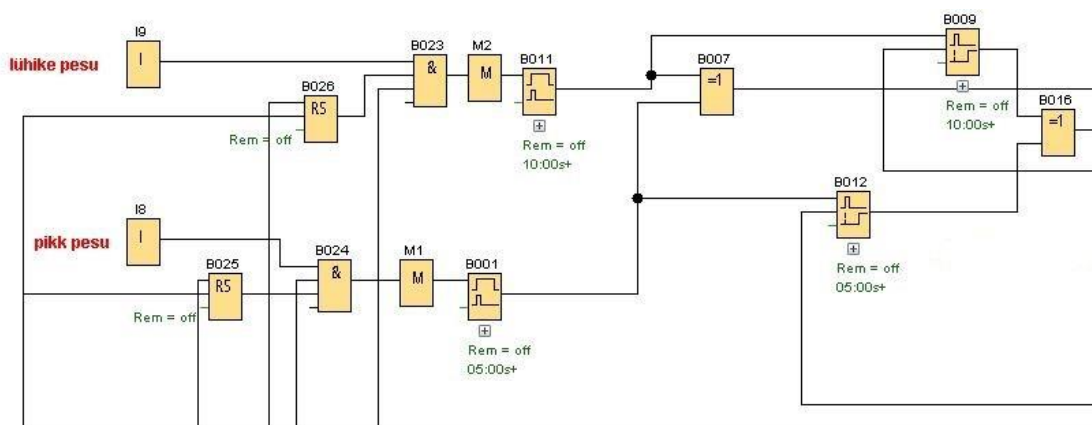 I9
I
lühike pesu
B023
&
M2
M
B011
Rem = off
10:00s+
B026
RS
Rem = off
B007
=1
B009
Rem = off
10:00s+
B016
=1
B012
Rem = off
05:00s+
I8
I
pikk pesu
B024
&
M1
M
B001
Rem = off
05:00s+
B025
RS
Rem = off